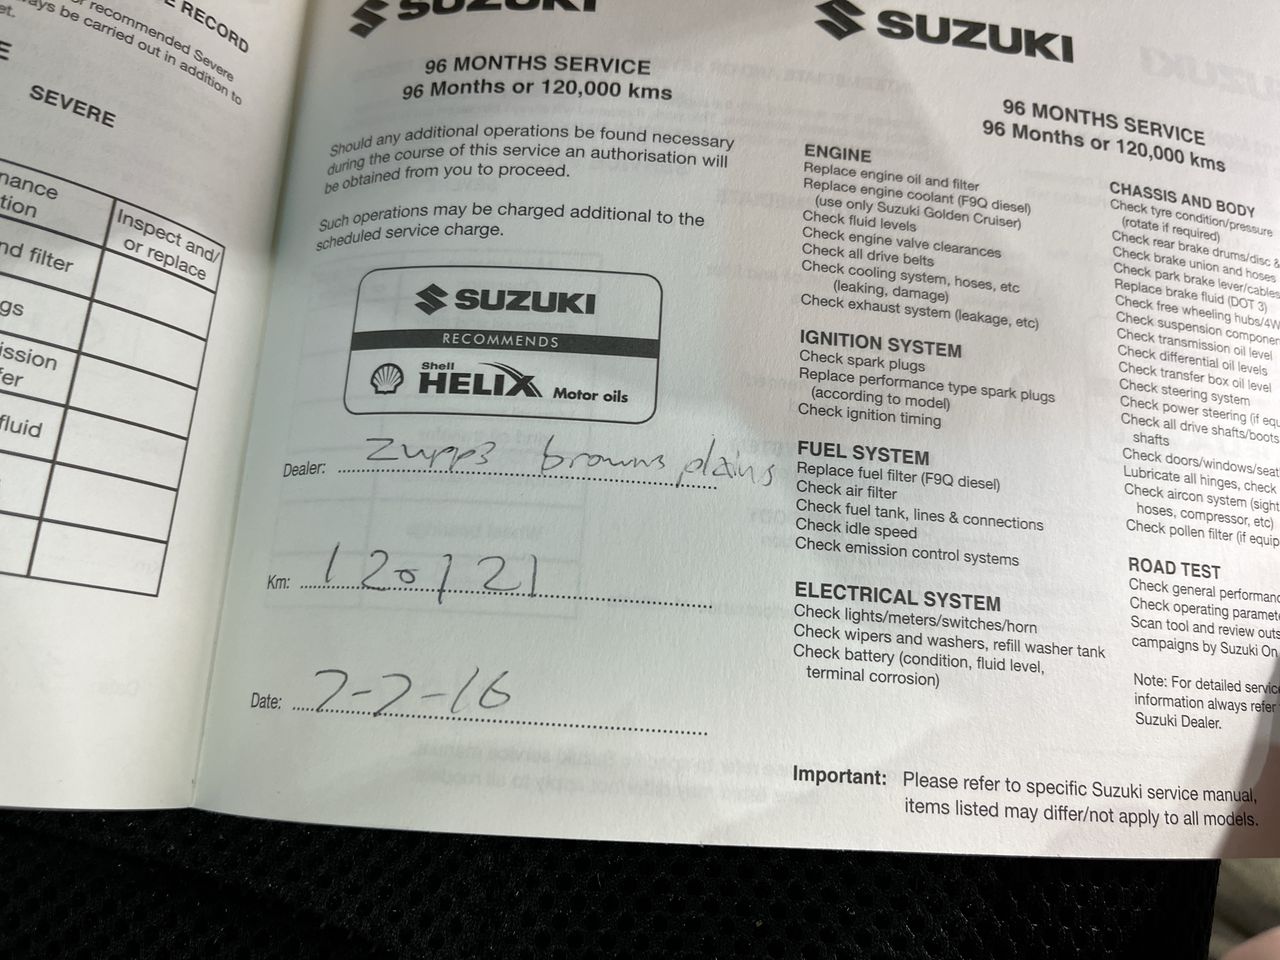 E RECORD
or recommended Severe
ays be carried out in addition to
et.
E
SEVERE
nance
tion
Inspect and/
or replace
nd filter
gs
ission
fer
fluid
SUZUKI
96 MONTHS SERVICE
96 Months or 120,000 kms
Should any additional operations be found necessary
during the course of this service an authorisation will
be obtained from you to proceed.
Such operations may be charged additional to the
scheduled service charge.
SUZUKI
RECOMMENDS
Shell
HELIX Motor oils
Dealer: Zupps browns plains
Km: 120121
Date: 2-2-16
SUZUKI
96 MONTHS SERVICE
96 Months or 120,000 kms
ENGINE
Replace engine oil and filter
Replace engine coolant (F9Q diesel)
(use only Suzuki Golden Cruiser)
Check fluid levels
Check engine valve clearances
Check all drive belts
Check cooling system, hoses, etc
(leaking, damage)
Check exhaust system (leakage, etc)
IGNITION SYSTEM
Check spark plugs
Replace performance type spark plugs
(according to model)
Check ignition timing
FUEL SYSTEM
Replace fuel filter (F9Q diesel)
Check air filter
Check fuel tank, lines & connections
Check idle speed
Check emission control systems
ELECTRICAL SYSTEM
Check lights/meters/switches/horn
Check wipers and washers, refill washer tank
Check battery (condition, fluid level,
terminal corrosion)
CHASSIS AND BODY
Check tyre condition/pressure
(rotate if required)
Check rear brake drums/disc &
Check brake union and hoses
Check park brake lever/cables
Replace brake fluid (DOT 3)
Check free wheeling hubs/4W
Check suspension componen
Check transmission oil level
Check differential oil levels
Check transfer box oil level
Check steering system
Check power steering (if equ
Check all drive shafts/boots
shafts
Check doors/windows/seat
Lubricate all hinges, check
Check aircon system (sight
hoses, compressor, etc)
Check pollen filter (if equip
ROAD TEST
Check general performanc
Check operating paramete
Scan tool and review outs
campaigns by Suzuki On
Note: For detailed service
information always refer
Suzuki Dealer.
Important: Please refer to specific Suzuki service manual,
items listed may differ/not apply to all models.